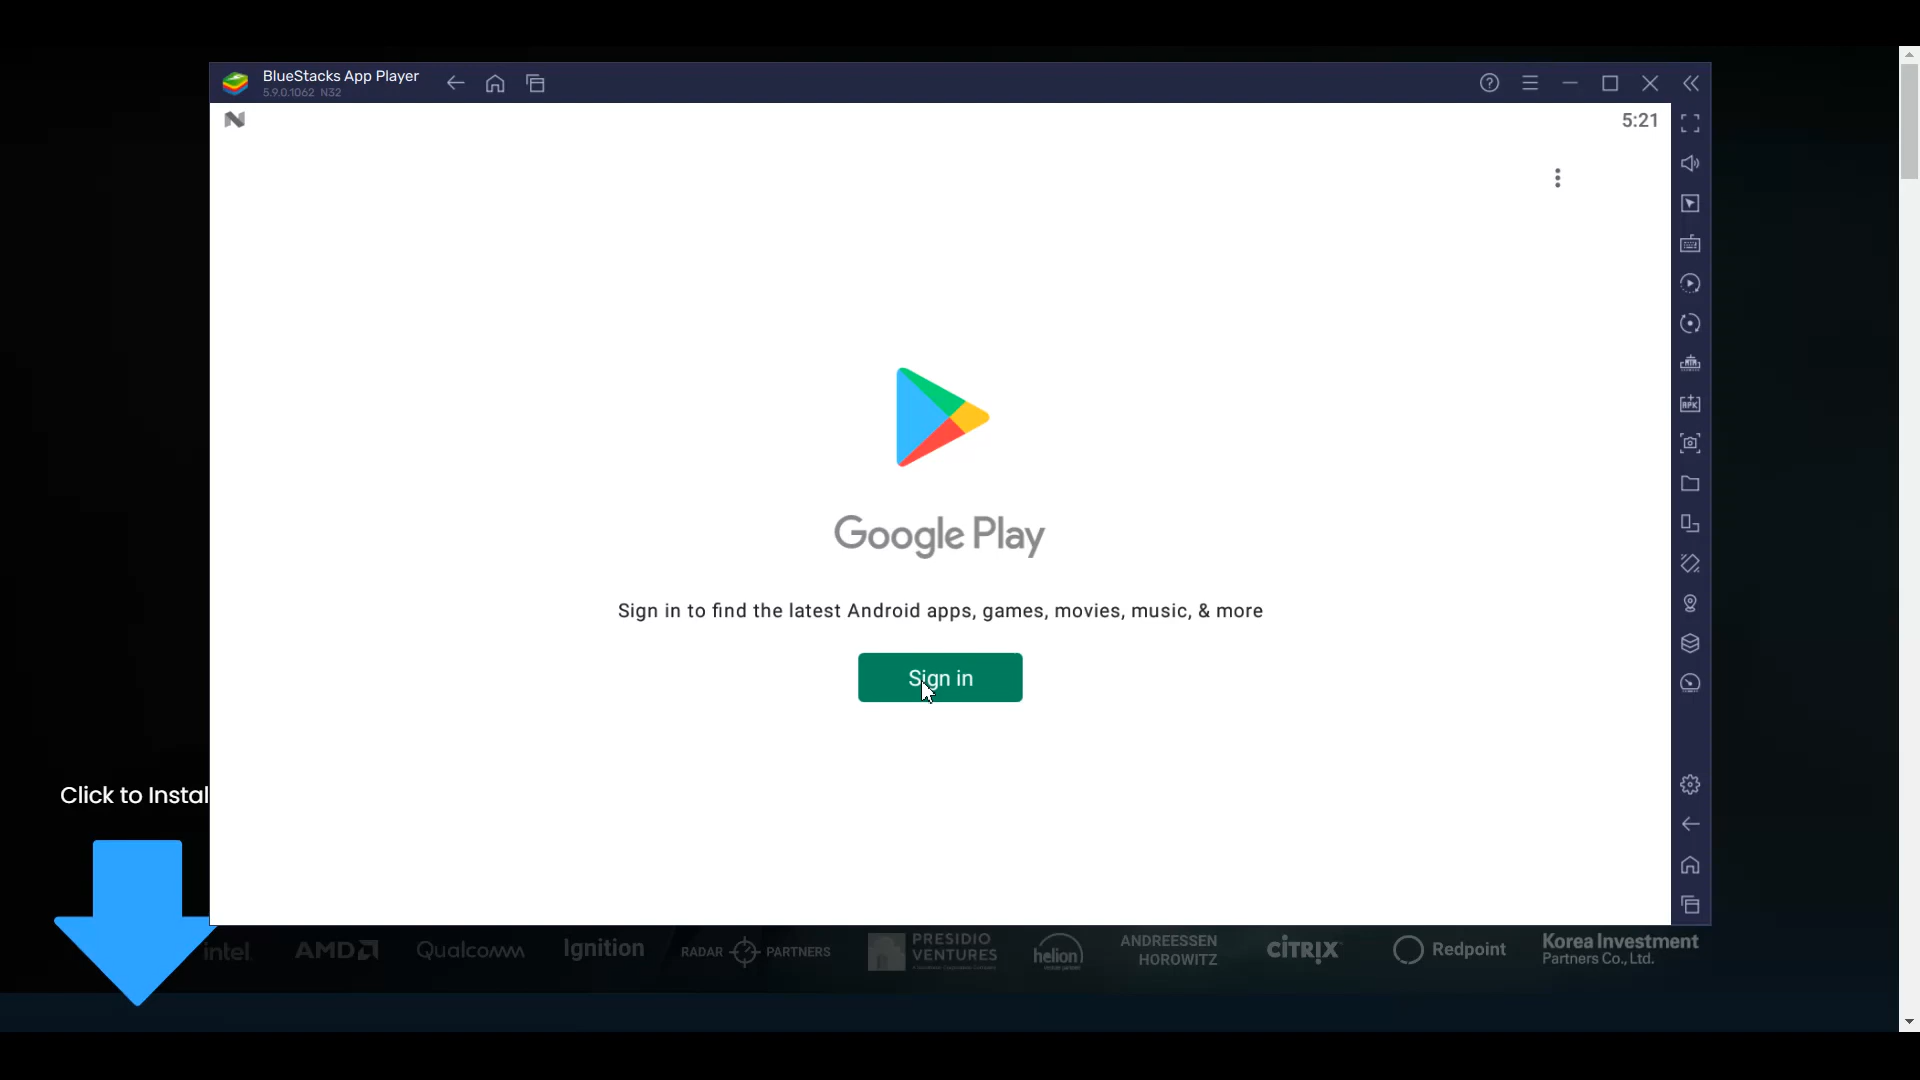 BlueStacks App Player
5.9.0.1062 N32
5:21
Google Play
Sign in to find the latest Android apps, games, movies, music, & more
Sign in
Click to Instal
intel
AMD
Qualcomm
Ignition
RADAR PARTNERS
PRESIDIO
VENTURES
helion
ANDREESSEN
HOROWITZ
CITRIX
Redpoint
Korea Investment
Partners Co., Ltd.